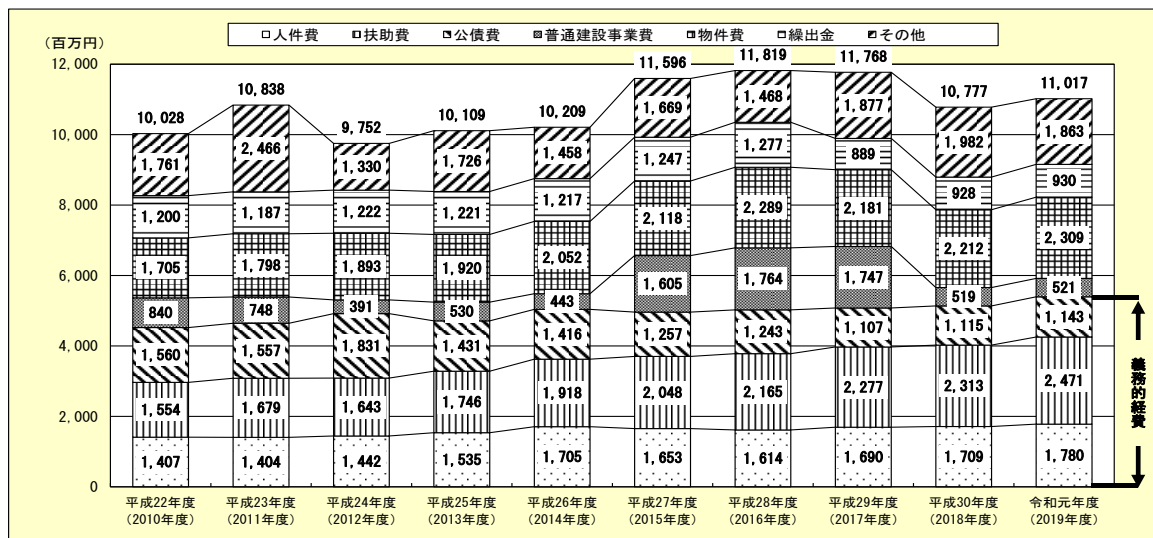 （百万円）
□人件費 □扶助費 □公債費 □普通建設事業費 □物件費 □繰出金 □その他
12,000
10,000
8,000
6,000
4,000
2,000
0
10,028 10,838 9,752 10,109 10,209 11,596 11,819 11,768 10,777 11,017
1,761 2,466 1,330 1,726 1,458 1,669 1,468 1,877 1,982 1,863
1,200 1,187 1,222 1,221 1,217 1,247 1,277 889 928 930
1,705 1,798 1,893 1,920 2,052 2,118 2,289 2,181 2,212 2,309
840 748 391 530 443 1,605 1,764 1,747 519 521
1,560 1,557 1,831 1,431 1,416 1,257 1,243 1,107 1,115 1,143
1,554 1,679 1,643 1,746 1,918 2,048 2,165 2,277 2,313 2,471
1,407 1,404 1,442 1,535 1,705 1,653 1,614 1,690 1,709 1,780
義務的経費
平成22年度 平成23年度 平成24年度 平成25年度 平成26年度 平成27年度 平成28年度 平成29年度 平成30年度 令和元年度
（2010年度） （2011年度） （2012年度） （2013年度） （2014年度） （2015年度） （2016年度） （2017年度） （2018年度） （2019年度）